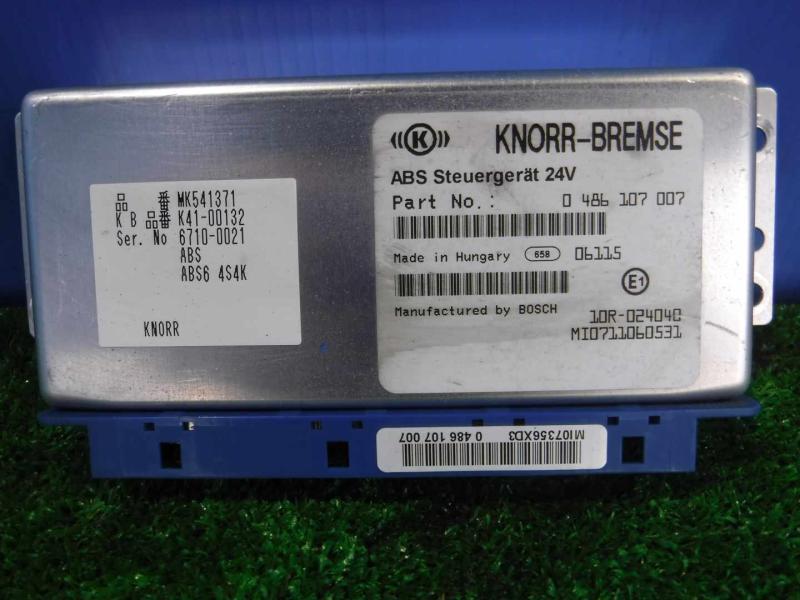 品 番 MK541371
K B 品番 K41-00132
Ser. No 6710-0021
ABS
ABS6 4S4K
KNORR
K KNORR-BREMSE
ABS Steuergerät 24V
Part No.: 0 486 107 007
Made in Hungary 658 06115
E1
Manufactured by BOSCH 10R-024040
MI0711060531
MI07356XD3
0 486 107 007